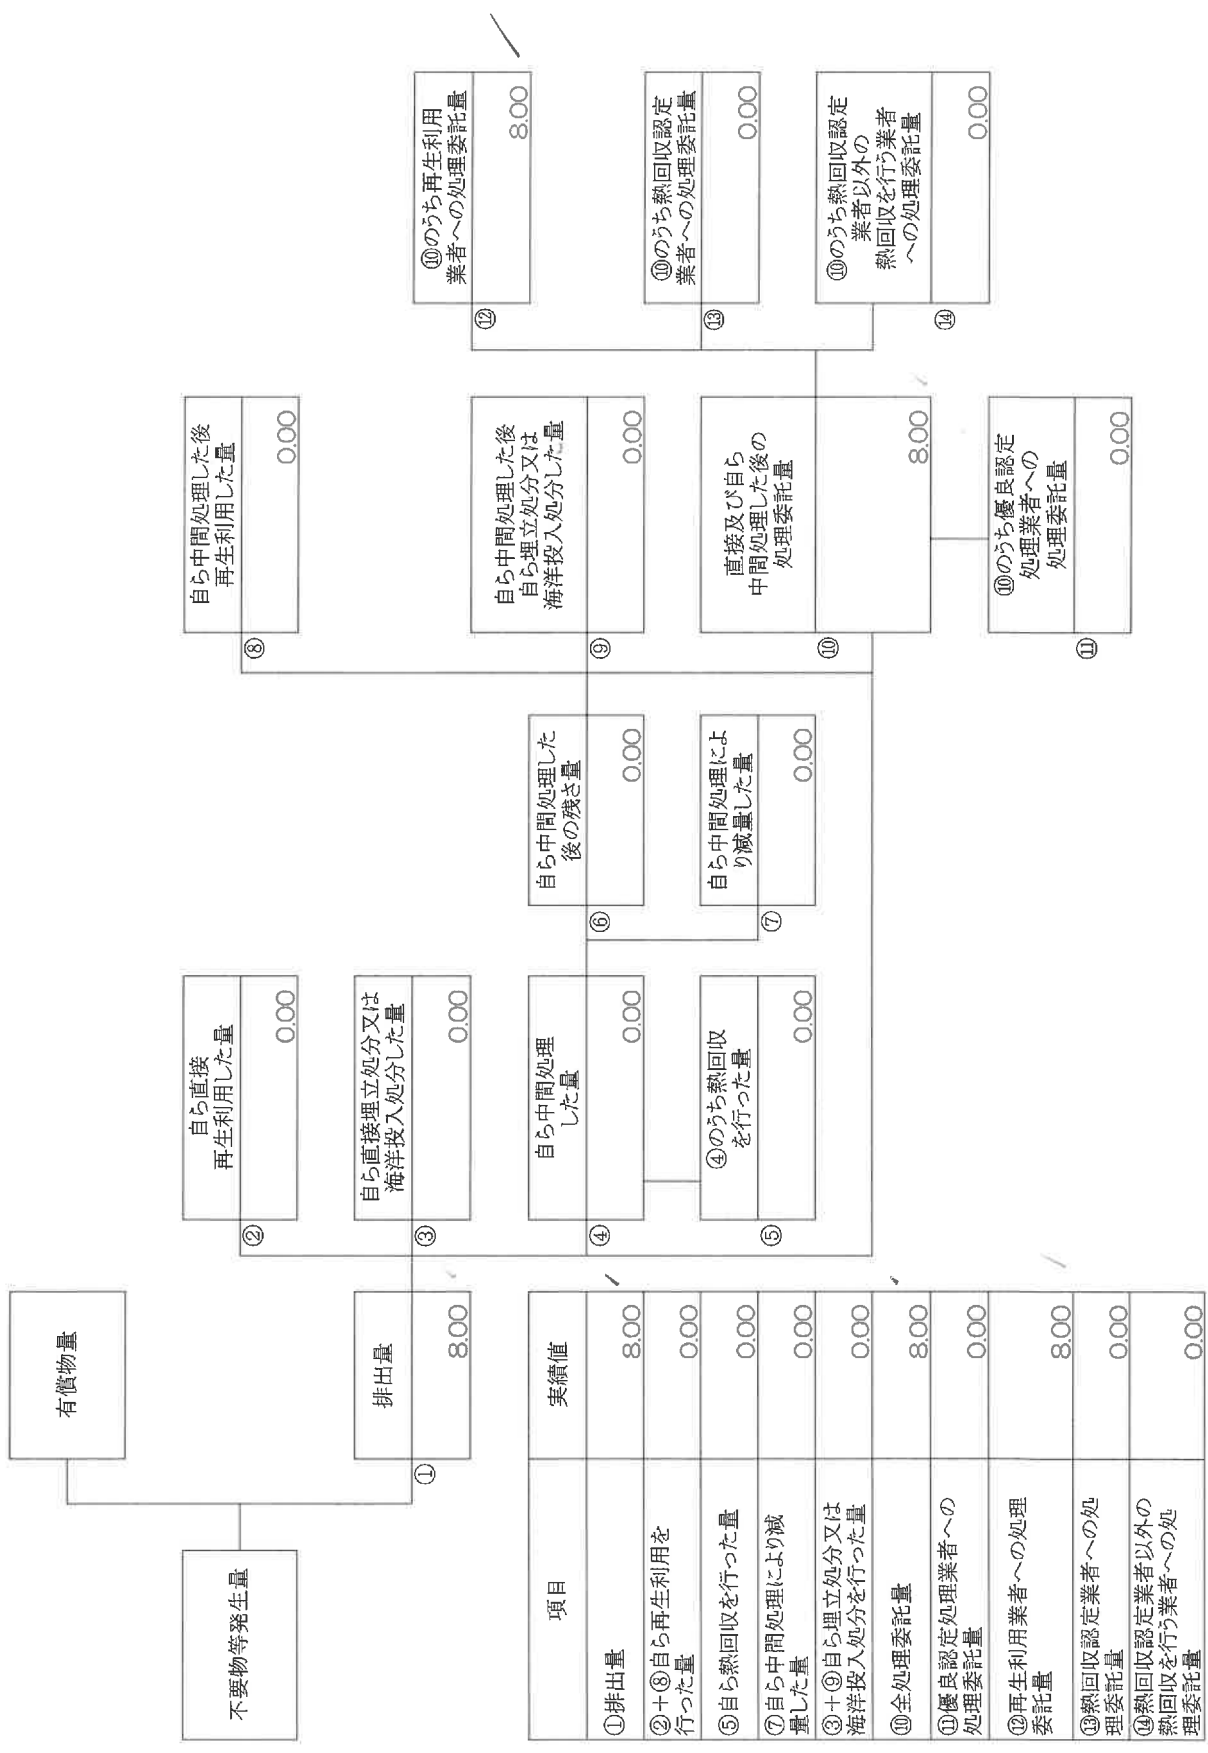 不要物等発生量
有償物量
①
排出量
8.00
②
自ら直接
再生利用した量
0.00
③
自ら直接埋立処分又は
海洋投入処分した量
0.00
④
自ら中間処理
した量
0.00
⑤
④のうち熱回収
を行った量
0.00
⑥
自ら中間処理した
後の残さ量
0.00
⑦
自ら中間処理によ
り減量した量
0.00
⑧
自ら中間処理した後
再生利用した量
0.00
⑨
自ら中間処理した後
自ら埋立処分又は
海洋投入処分した量
0.00
⑩
直接及び自ら
中間処理した後の
処理委託量
8.00
⑪
⑩のうち優良認定
処理業者への
処理委託量
0.00
⑫
⑩のうち再生利用
業者への処理委託量
8.00
⑬
⑩のうち熱回収認定
業者への処理委託量
0.00
⑭
⑩のうち熱回収認定
業者以外の
熱回収を行う業者
への処理委託量
0.00
項目 実績値
①排出量 8.00
②+⑧自ら再生利用を
行った量 0.00
⑤自ら熱回収を行った量 0.00
⑦自ら中間処理により減
量した量 0.00
③+⑨自ら埋立処分又は
海洋投入処分を行った量 0.00
⑩全処理委託量 8.00
⑪優良認定処理業者への
処理委託量 0.00
⑫再生利用業者への処理
委託量 8.00
⑬熱回収認定業者への処
理委託量 0.00
⑭熱回収認定業者以外の
熱回収を行う業者への処
理委託量 0.00